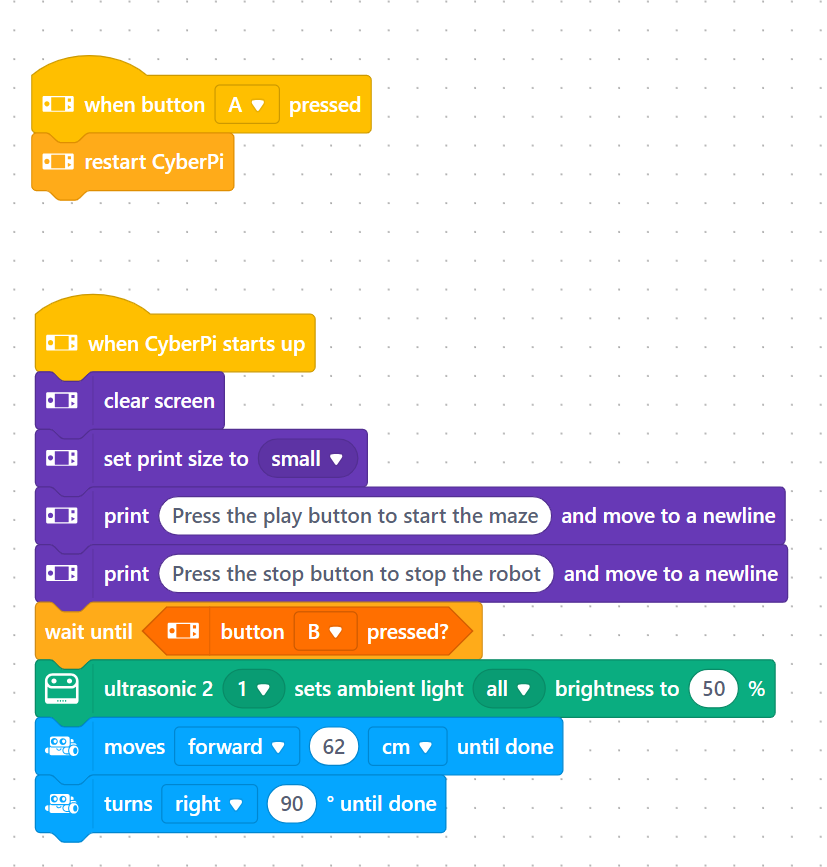 when button A pressed
restart CyberPi
when CyberPi starts up
clear screen
set print size to small
print Press the play button to start the maze and move to a newline
print Press the stop button to stop the robot and move to a newline
wait until button B pressed?
ultrasonic 2 1 sets ambient light all brightness to 50 %
moves forward 62 cm until done
turns right 90 ° until done